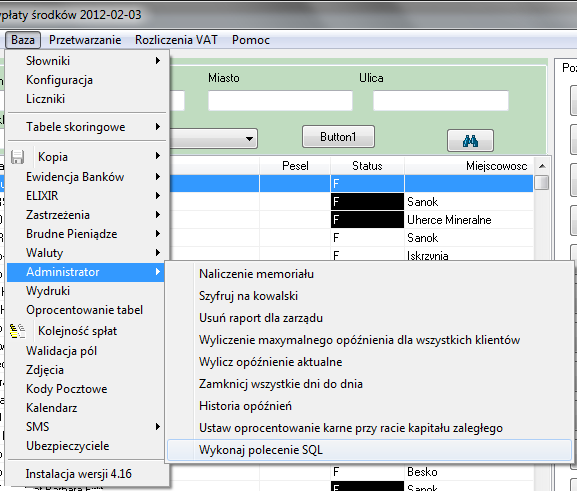 ypłaty środków 2012-02-03
Baza Przetwarzanie Rozliczenia VAT Pomoc
Słowniki
Konfiguracja
Liczniki
Tabele skoringowe
Kopia
Ewidencja Banków
ELIXIR
Zastrzeżenia
Brudne Pieniądze
Waluty
Administrator
Wydruki
Oprocentowanie tabel
Kolejność spłat
Walidacja pól
Zdjęcia
Kody Pocztowe
Kalendarz
SMS
Ubezpieczyciele
Instalacja wersji 4.16
Miasto Ulica
Button1
Pesel Status Miejscowosc
F
F Sanok
F Uherce Mineralne
F Sanok
F Iskrzynia
Naliczenie memoriału
Szyfruj na kowalski
Usuń raport dla zarządu
Wyliczenie maxymalnego opóźnienia dla wszystkich klientów
Wylicz opóźnienie aktualne
Zamknicj wszystkie dni do dnia
Historia opóźnień
Ustaw oprocentowanie karne przy racie kapitału zaległego
Wykonaj polecenie SQL
F Besko